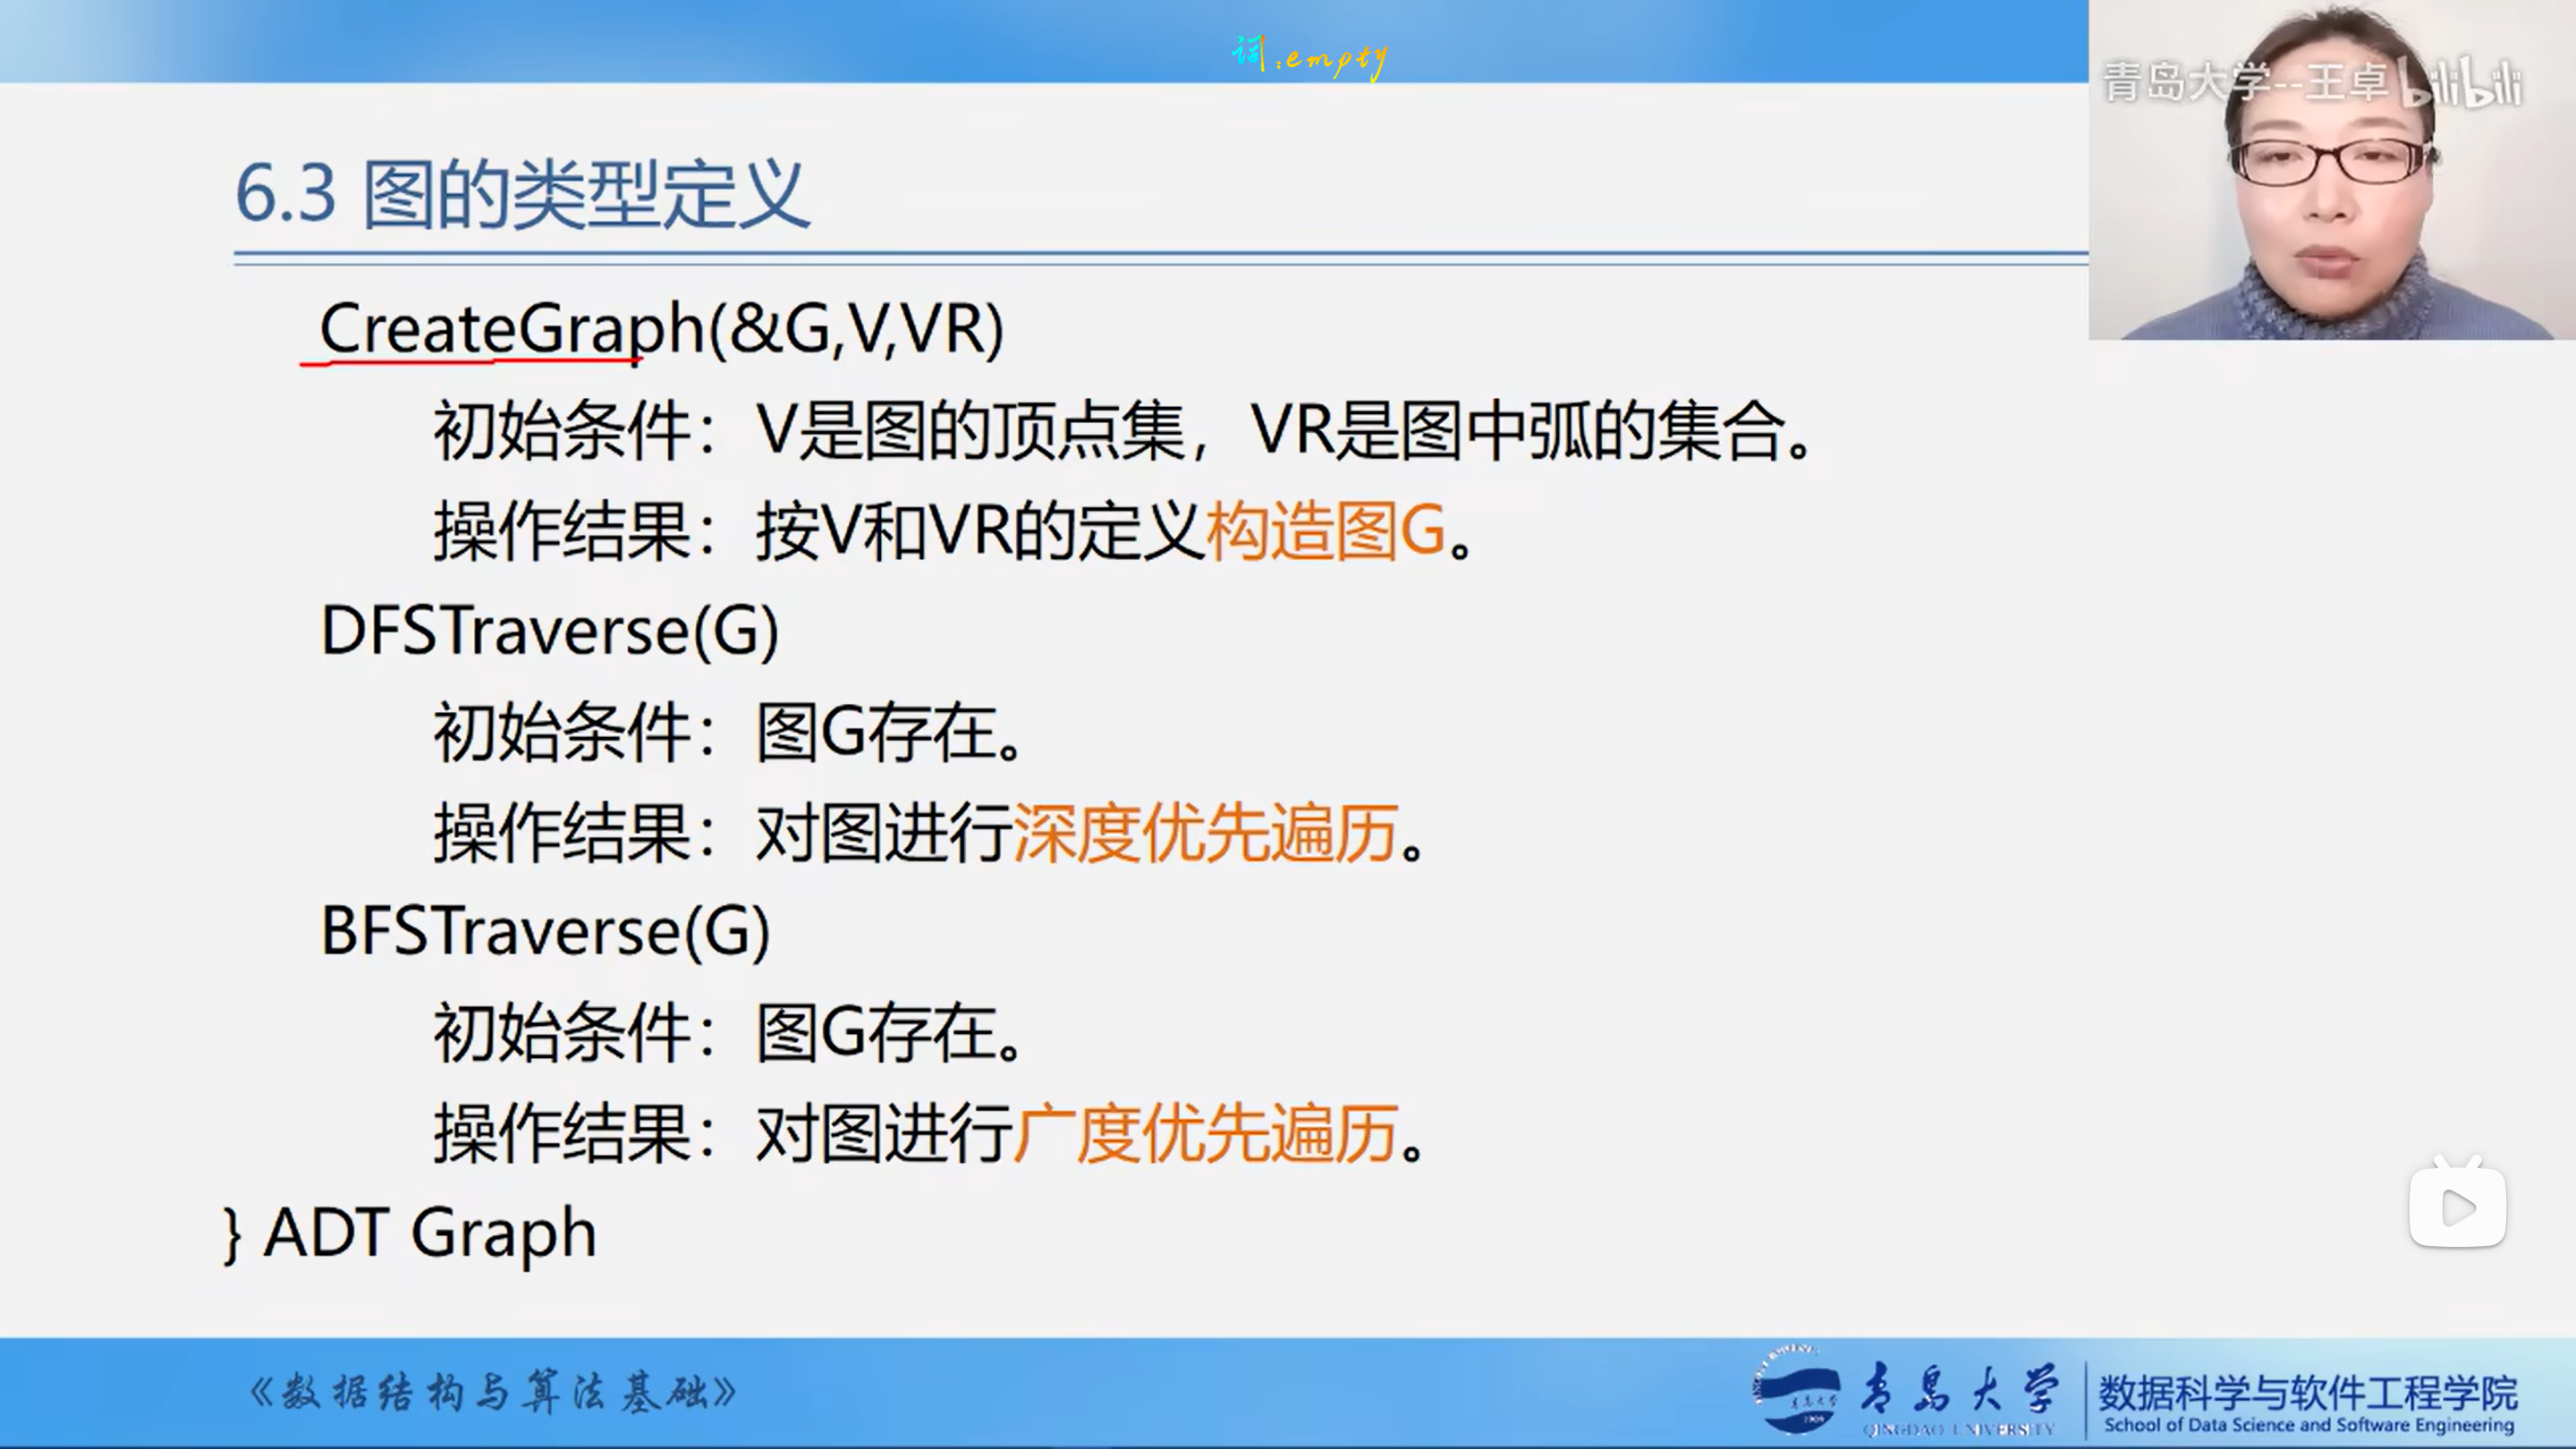 词:empty
青岛大学--王卓 bilibili
6.3 图的类型定义
CreateGraph(&G,V,VR)
初始条件：V是图的顶点集，VR是图中弧的集合。
操作结果：按V和VR的定义构造图G。
DFSTraverse(G)
初始条件：图G存在。
操作结果：对图进行深度优先遍历。
BFSTraverse(G)
初始条件：图G存在。
操作结果：对图进行广度优先遍历。
} ADT Graph
《数据结构与算法基础》
青岛大学
QINGDAO UNIVERSITY
数据科学与软件工程学院
School of Data Science and Software Engineering